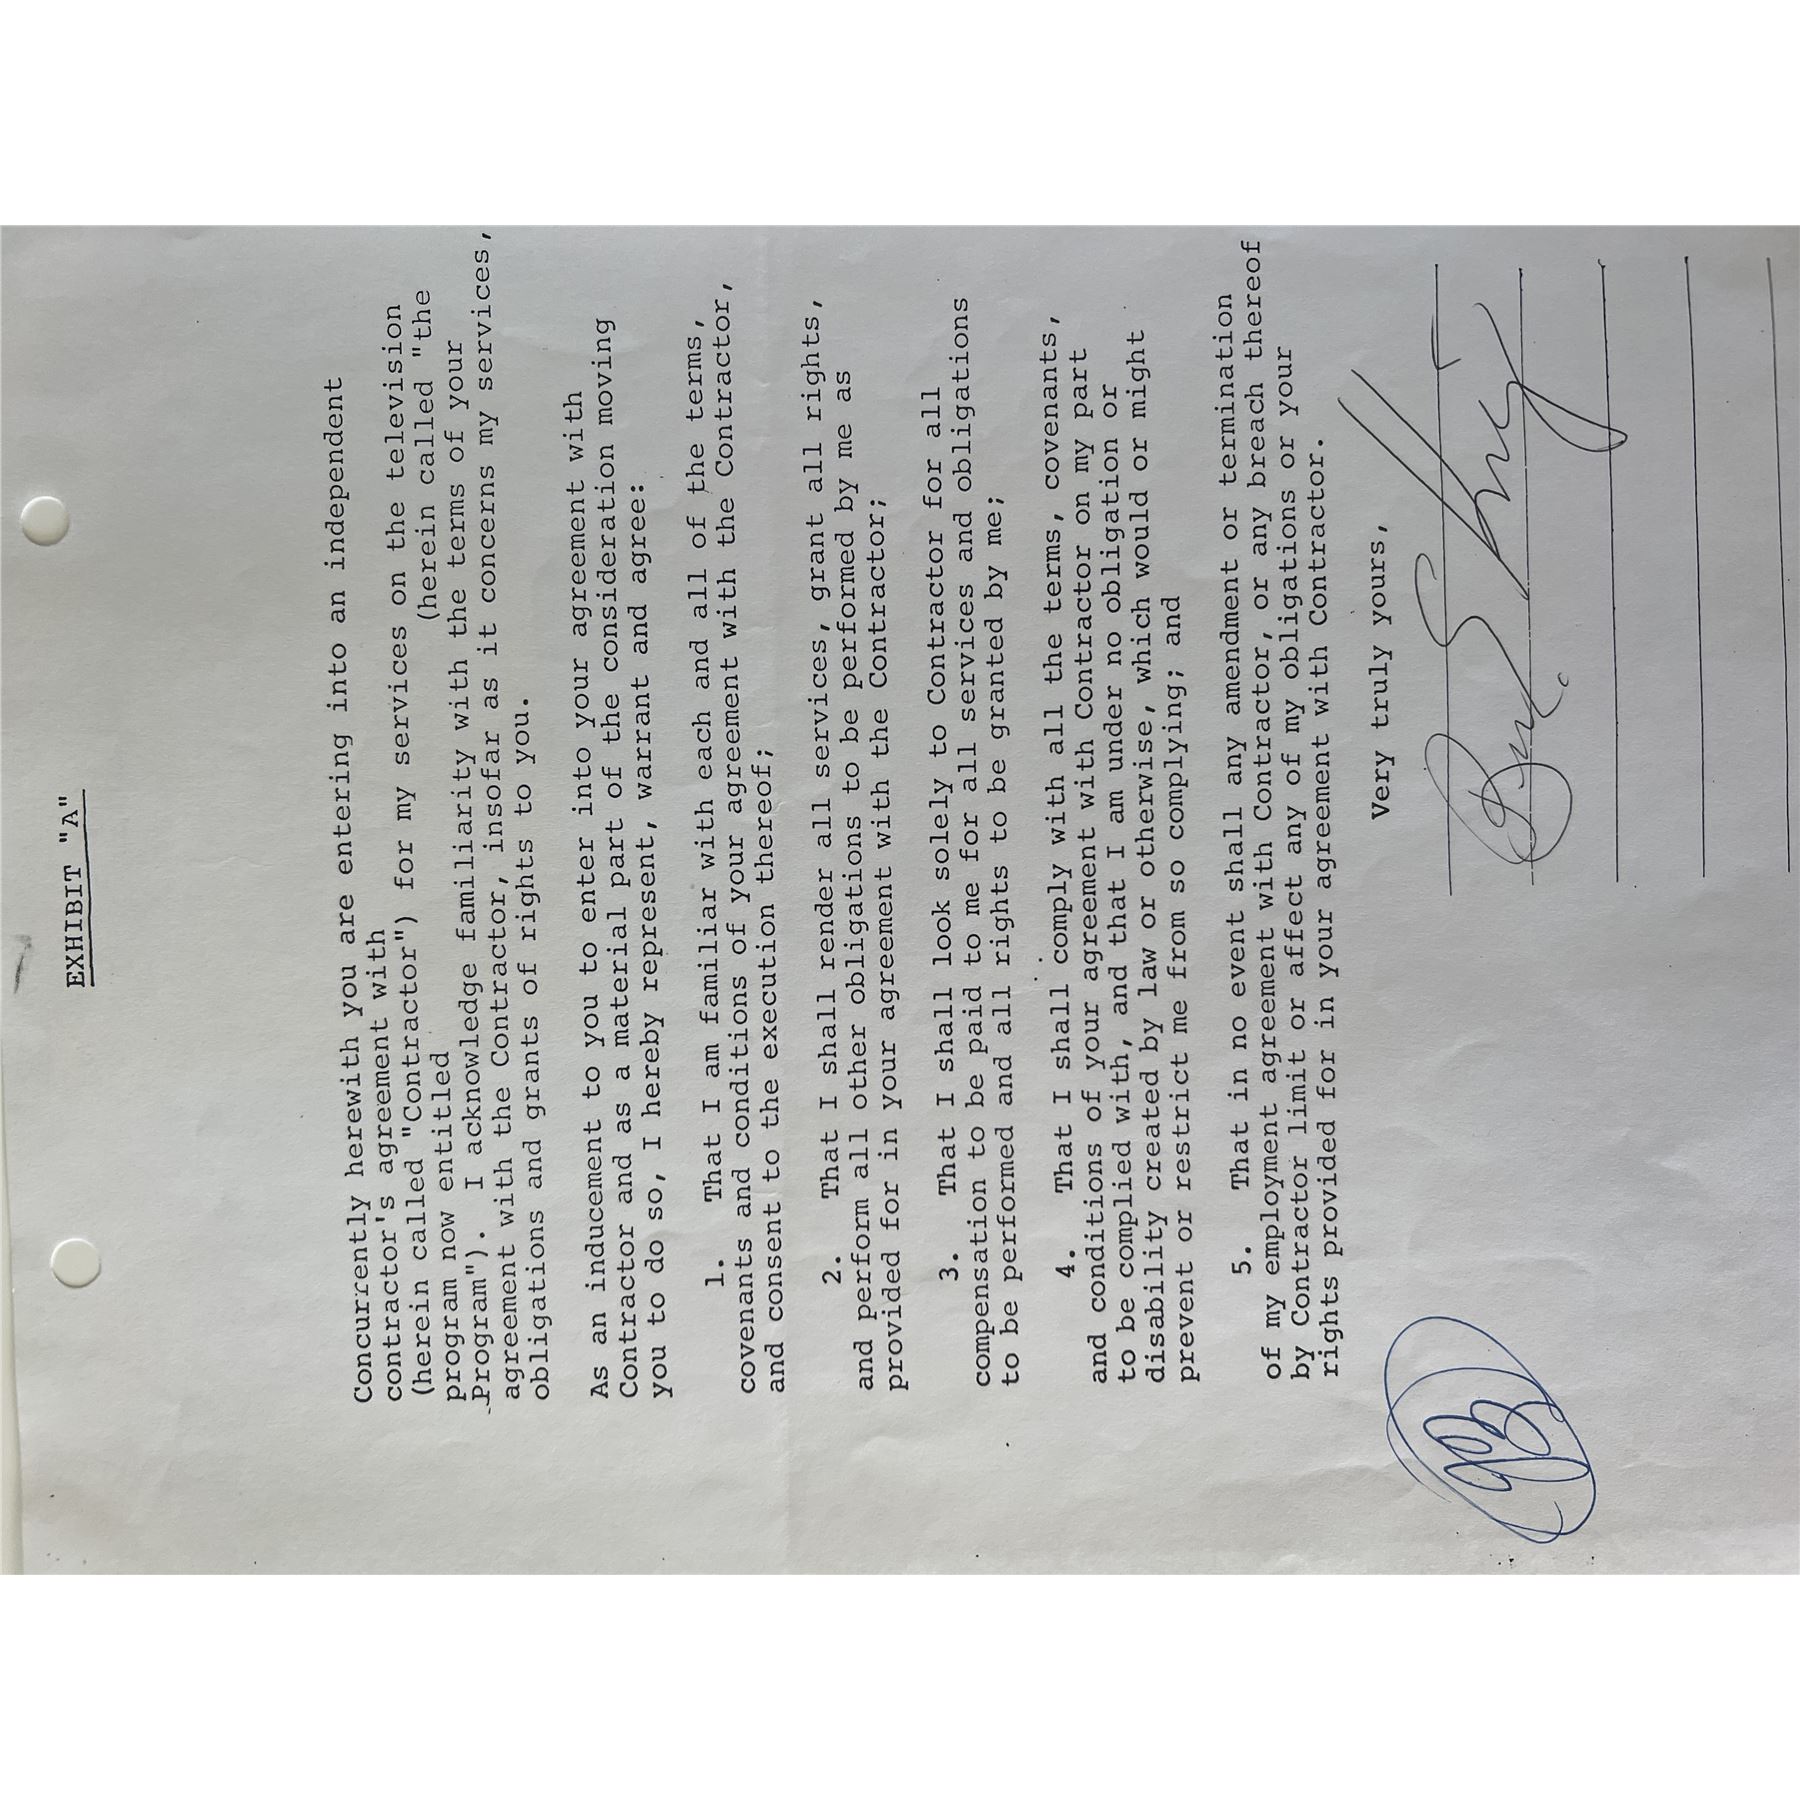 EXHIBIT "A"
Concurrently herewith you are entering into an independent
contractor's agreement with
(herein called "Contractor") for my services on the television
program now entitled (herein called "the
Program"). I acknowledge familiarity with the terms of your
agreement with the Contractor, insofar as it concerns my services,
obligations and grants of rights to you.
As an inducement to you to enter into your agreement with
Contractor and as a material part of the consideration moving
you to do so, I hereby represent, warrant and agree:
1. That I am familiar with each and all of the terms,
covenants and conditions of your agreement with the Contractor,
and consent to the execution thereof;
2. That I shall render all services, grant all rights,
and perform all other obligations to be performed by me as
provided for in your agreement with the Contractor;
3. That I shall look solely to Contractor for all
compensation to be paid to me for all services and obligations
to be performed and all rights to be granted by me;
4. That I shall comply with all the terms, covenants,
and conditions of your agreement with Contractor on my part
to be complied with, and that I am under no obligation or
disability created by law or otherwise, which would or might
prevent or restrict me from so complying; and
5. That in no event shall any amendment or termination
of my employment agreement with Contractor, or any breach thereof
by Contractor limit or affect any of my obligations or your
rights provided for in your agreement with Contractor.
Very truly yours,